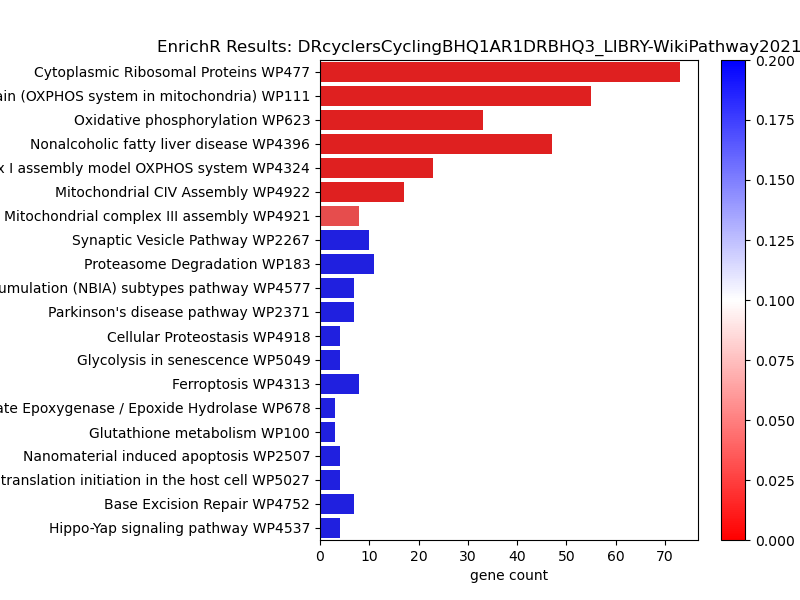 EnrichR Results: DRcyclersCyclingBHQ1AR1DRBHQ3_LIBRY-WikiPathway2021
Cytoplasmic Ribosomal Proteins WP477
(OXPHOS system in mitochondria) WP111
Oxidative phosphorylation WP623
Nonalcoholic fatty liver disease WP4396
I assembly model OXPHOS system WP4324
Mitochondrial CIV Assembly WP4922
Mitochondrial complex III assembly WP4921
Synaptic Vesicle Pathway WP2267
Proteasome Degradation WP183
(NBIA) subtypes pathway WP4577
Parkinson's disease pathway WP2371
Cellular Proteostasis WP4918
Glycolysis in senescence WP5049
Ferroptosis WP4313
Epoxygenase / Epoxide Hydrolase WP678
Glutathione metabolism WP100
Nanomaterial induced apoptosis WP2507
translation initiation in the host cell WP5027
Base Excision Repair WP4752
Hippo-Yap signaling pathway WP4537
0 10 20 30 40 50 60 70
gene count
0.200
0.175
0.150
0.125
0.100
0.075
0.050
0.025
0.000